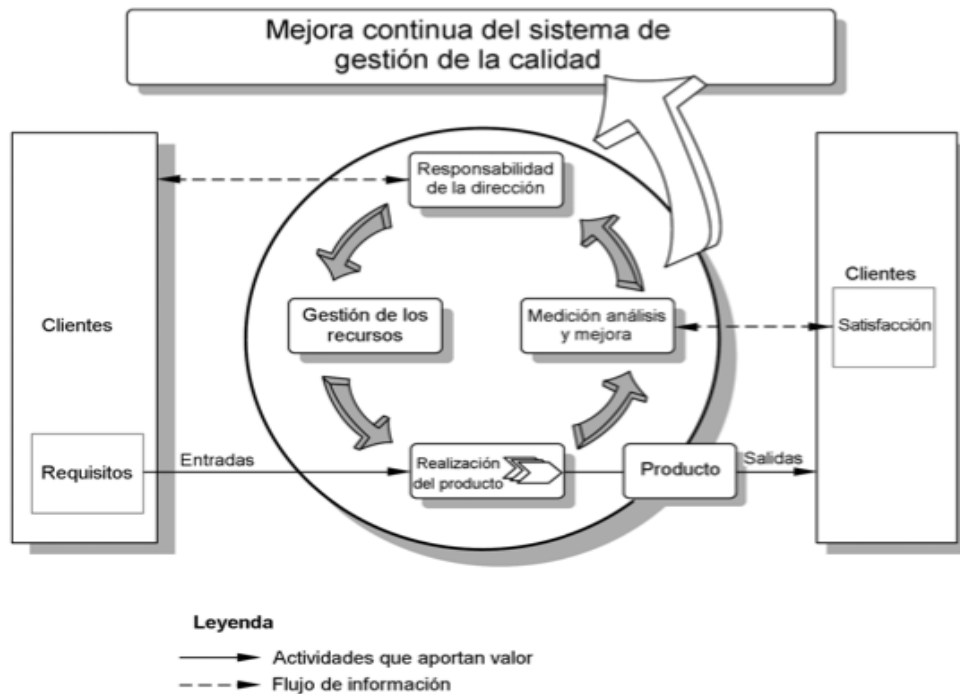 Mejora continua del sistema de
gestión de la calidad
Responsabilidad
de la dirección
Clientes
Gestión de los
recursos
Medición análisis
y mejora
Clientes
Satisfacción
Requisitos
Entradas
Realización
del producto
Producto
Salidas
Leyenda
Actividades que aportan valor
Flujo de información